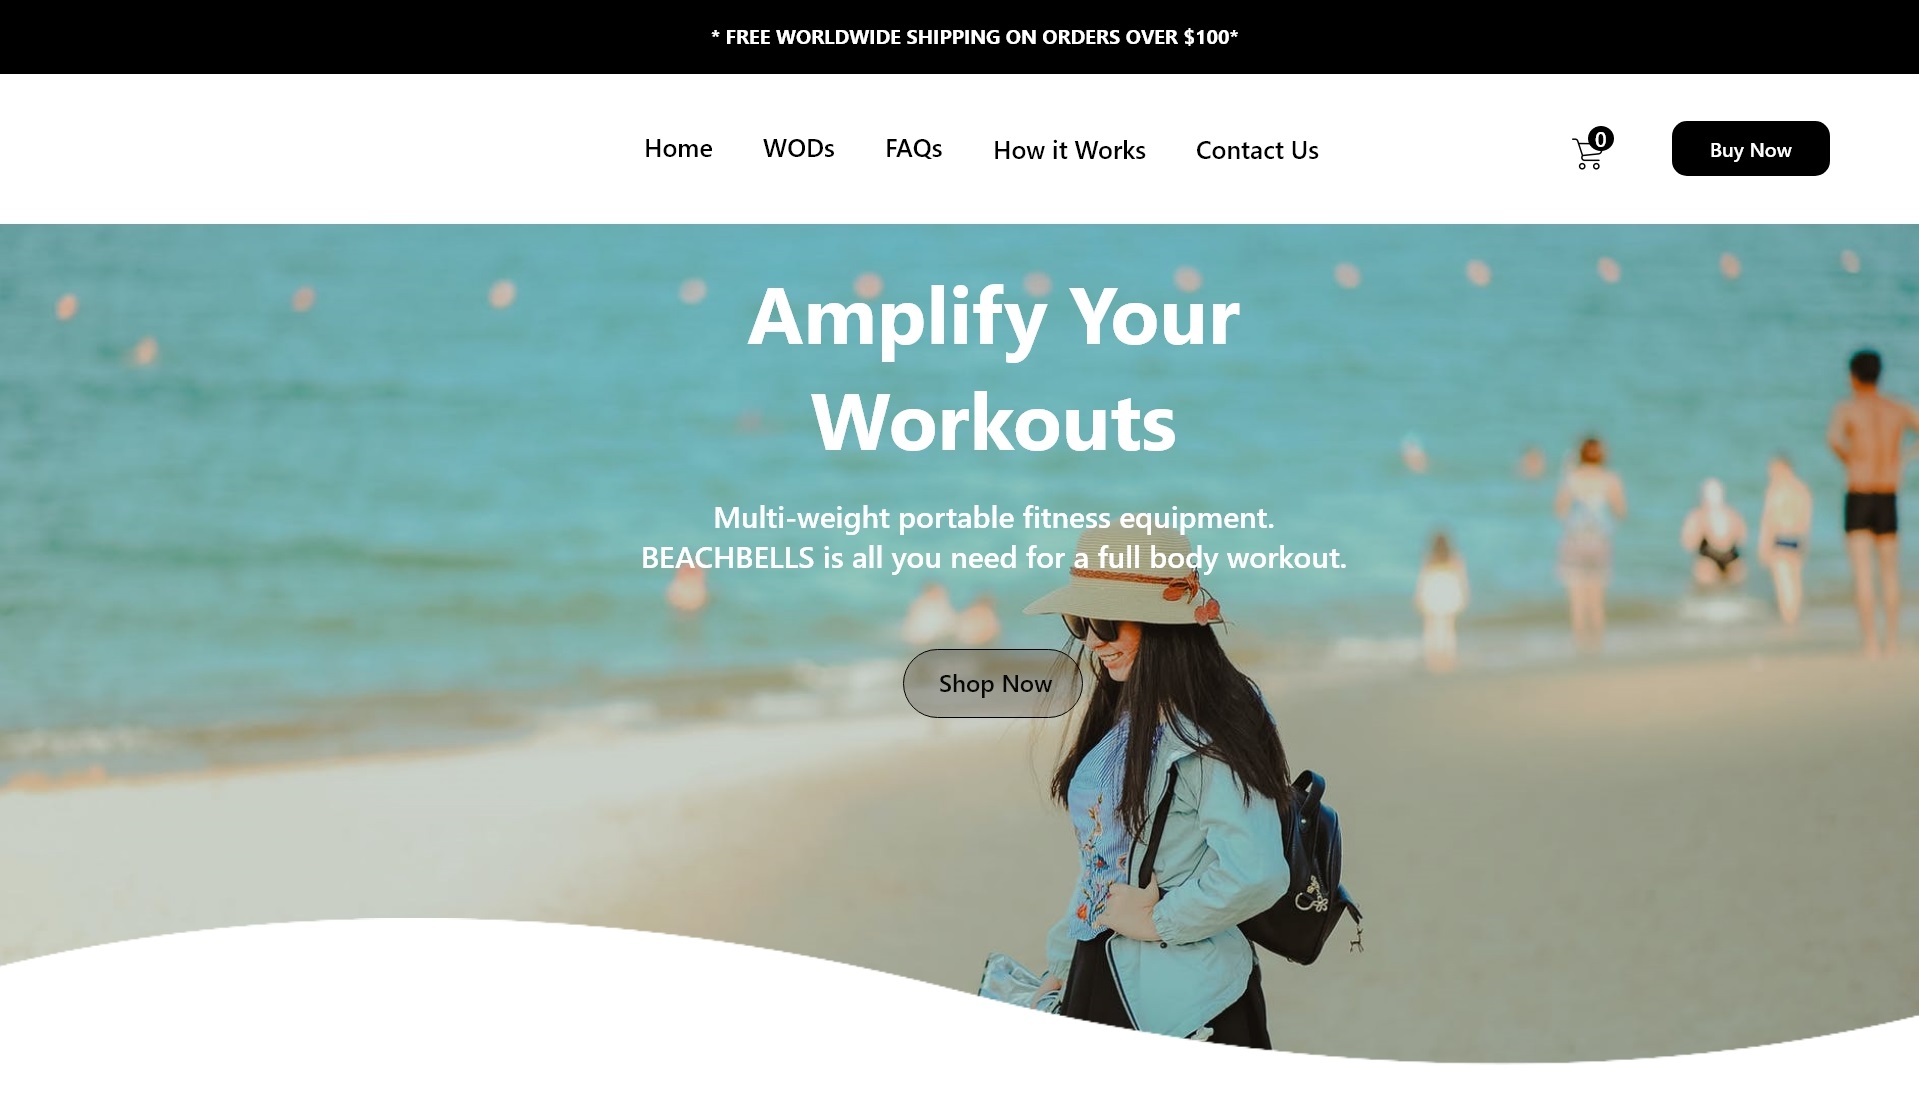 * FREE WORLDWIDE SHIPPING ON ORDERS OVER $100*
Home WODs FAQs How it Works Contact Us 0 Buy Now
Amplify Your
Workouts
Multi-weight portable fitness equipment.
BEACHBELLS is all you need for a full body workout.
Shop Now